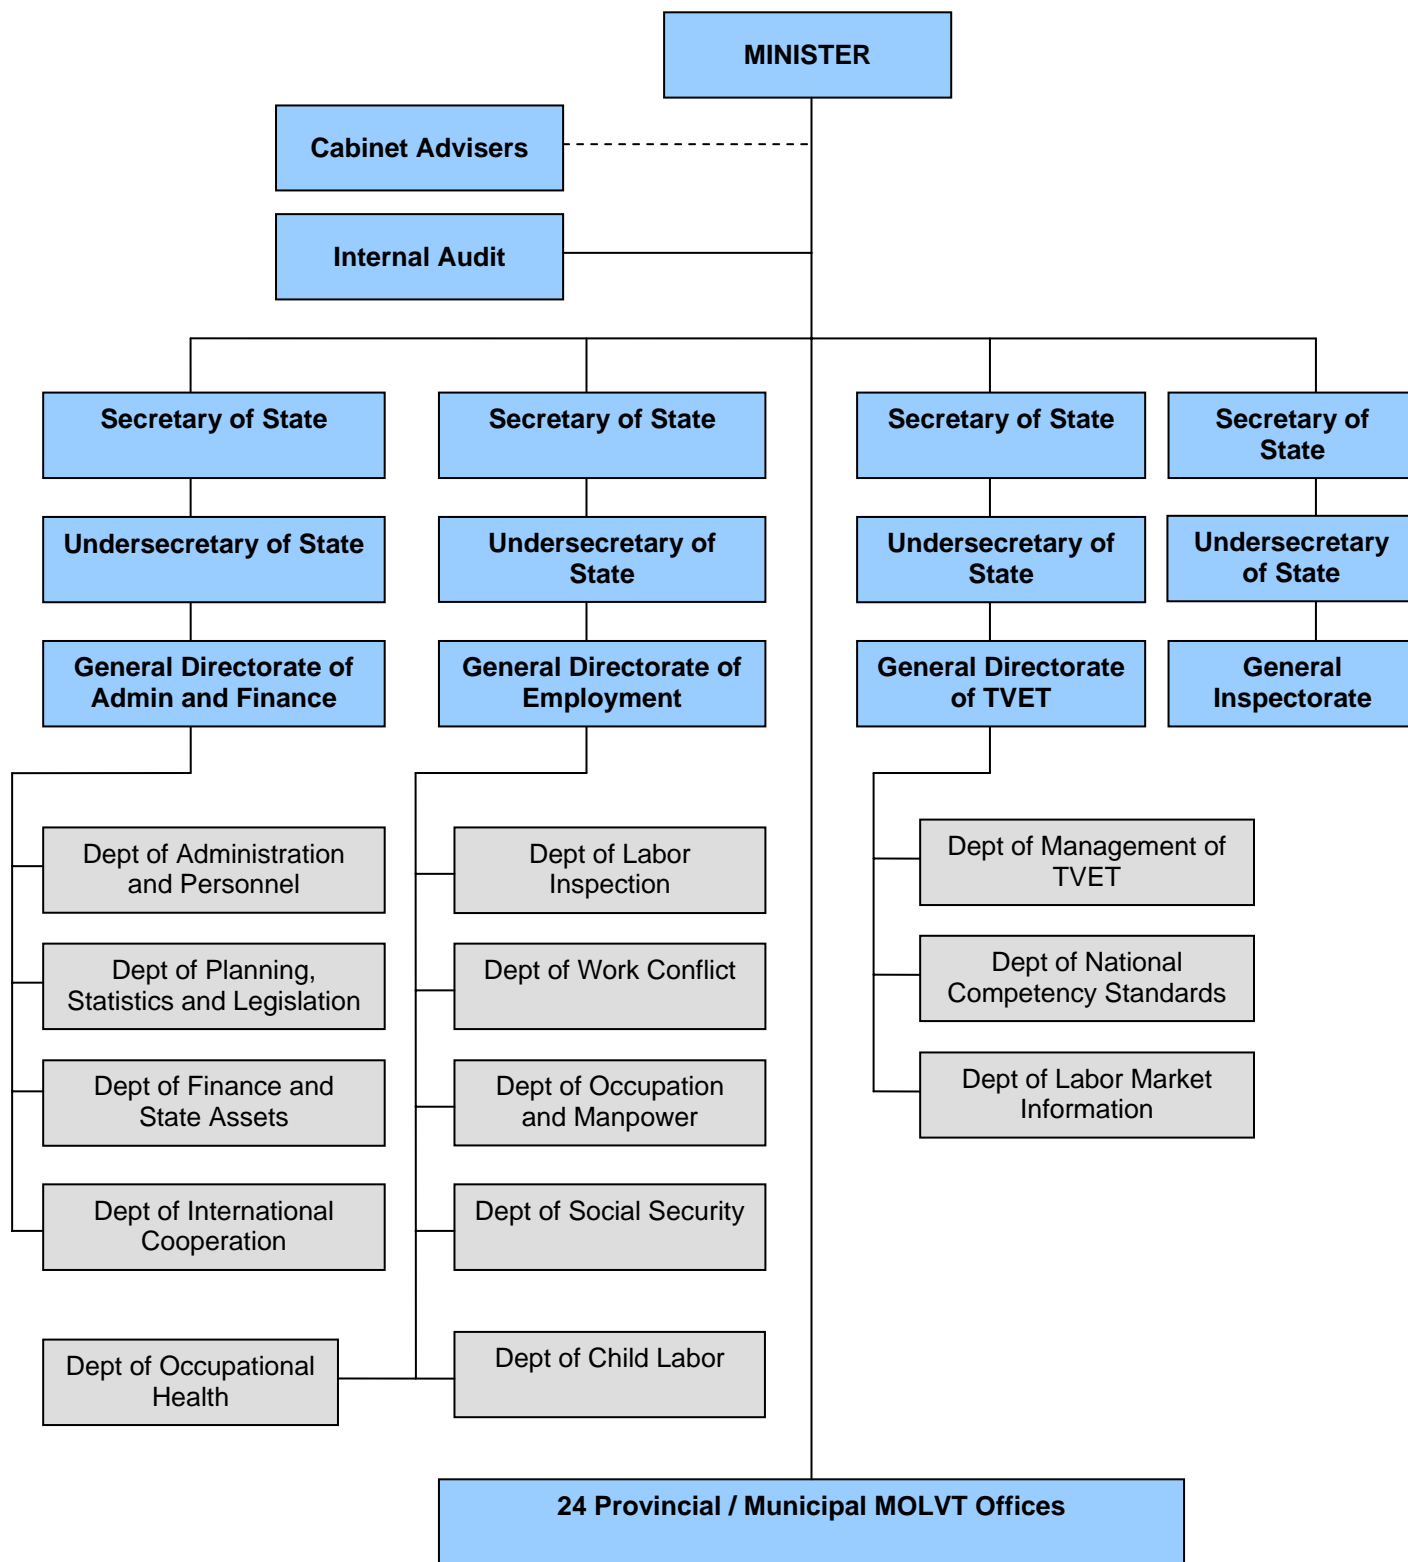 MINISTER
Cabinet Advisers
Internal Audit
Secretary of State
Secretary of State
Secretary of State
Secretary of
State
Undersecretary of State
Undersecretary of
State
Undersecretary of
State
Undersecretary
of State
General Directorate of
Admin and Finance
General Directorate of
Employment
General Directorate
of TVET
General
Inspectorate
Dept of Administration
and Personnel
Dept of Planning,
Statistics and Legislation
Dept of Finance and
State Assets
Dept of International
Cooperation
Dept of Occupational
Health
Dept of Labor
Inspection
Dept of Work Conflict
Dept of Occupation
and Manpower
Dept of Social Security
Dept of Child Labor
Dept of Management of
TVET
Dept of National
Competency Standards
Dept of Labor Market
Information
24 Provincial / Municipal MOLVT Offices